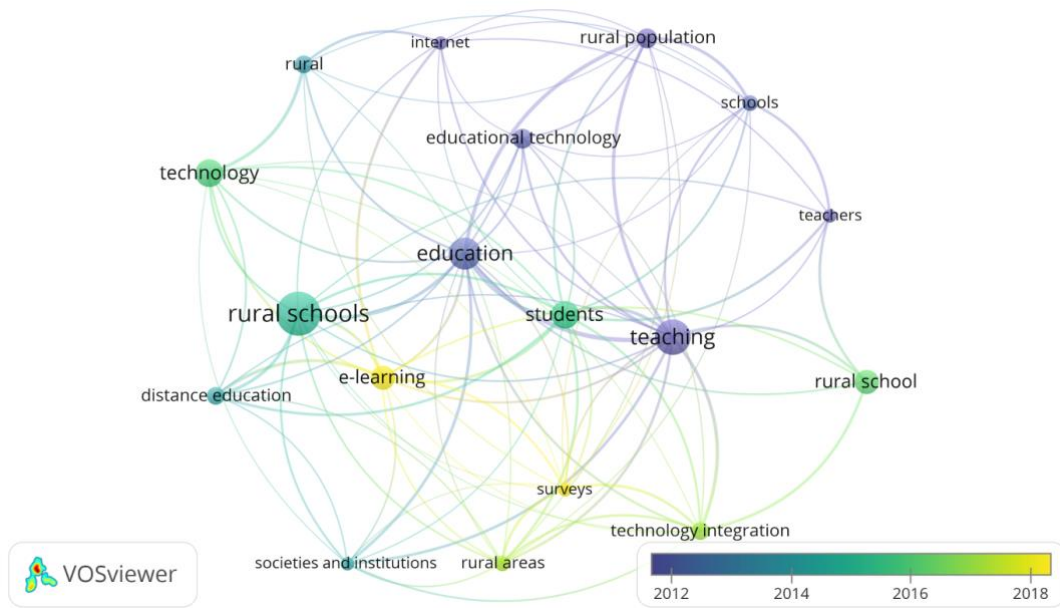 internet
rural population
rural
schools
educational technology
technology
teachers
education
rural schools
students
teaching
e-learning
rural school
distance education
surveys
technology integration
societies and institutions
rural areas
VOSviewer
2012
2014
2016
2018